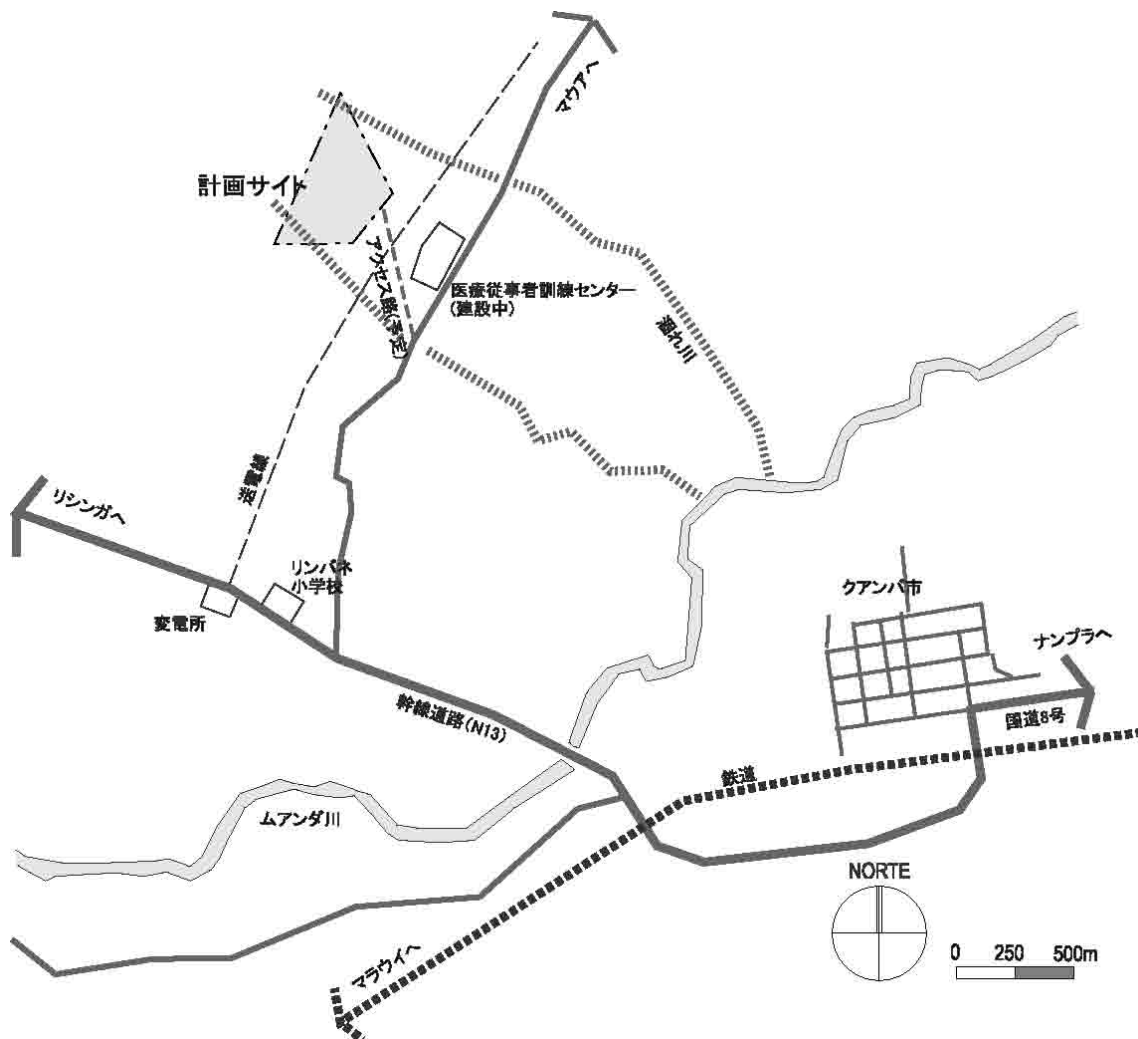 マウアへ
計画サイト
アクセス路(予定)
医療従事者訓練センター
(建設中)
涸れ川
送電線
リシンガへ
リンパネ
小学校
変電所
クアンバ市
ナンプラへ
国道8号
幹線道路(N13)
鉄道
ムアンダ川
マラウイへ
NORTE
0 250 500m